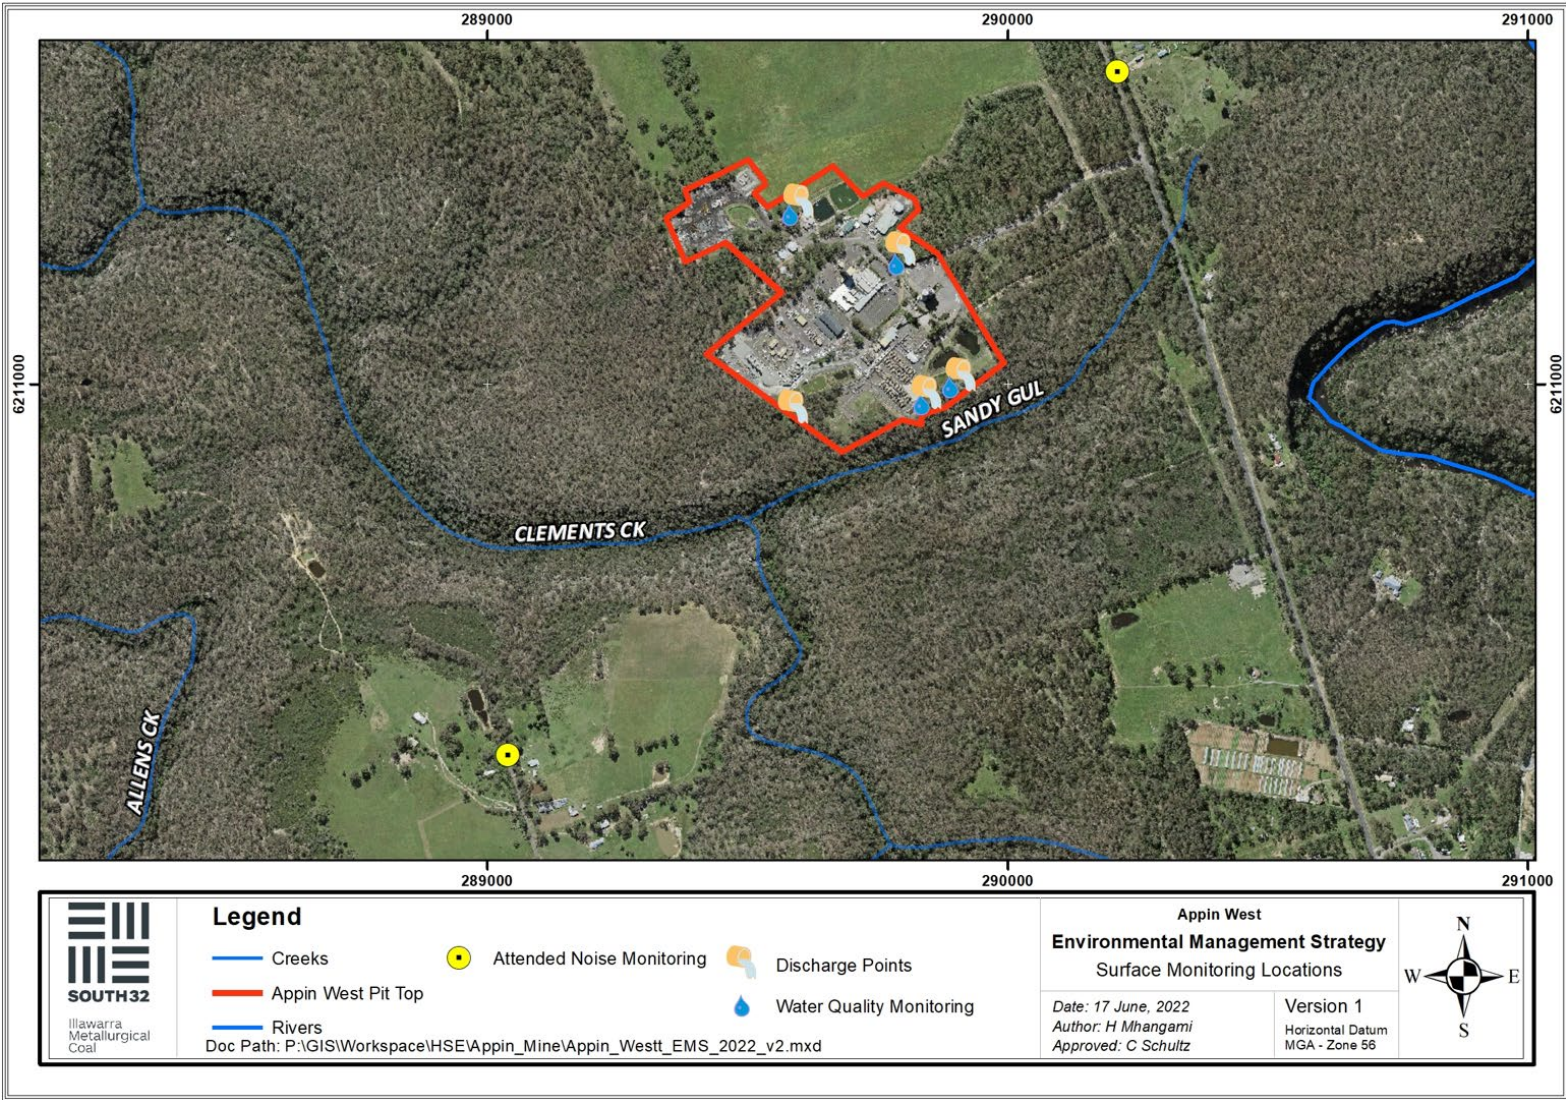 289000
290000
291000
6211000
6211000
SANDY GUL
CLEMENTS CK
ALLENS CK
289000
290000
291000
SOUTH32
Illawarra
Metallurgical
Coal
Legend
Creeks
Appin West Pit Top
Rivers
Attended Noise Monitoring
Discharge Points
Water Quality Monitoring
Doc Path: P:\GIS\Workspace\HSE\Appin_Mine\Appin_Westt_EMS_2022_v2.mxd
Appin West
Environmental Management Strategy
Surface Monitoring Locations
Date: 17 June, 2022
Author: H Mhangami
Approved: C Schultz
Version 1
Horizontal Datum
MGA - Zone 56
N
W
E
S